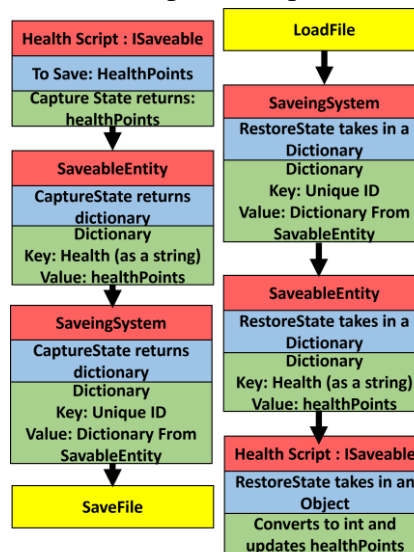 Health Script : ISaveable
To Save: HealthPoints
Capture State returns:
healthPoints
SaveableEntity
CaptureState returns
dictionary
Dictionary
Key: Health (as a string)
Value: healthPoints
SaveingSystem
CaptureState returns
dictionary
Dictionary
Key: Unique ID
Value: Dictionary From
SavableEntity
SaveFile
LoadFile
SaveingSystem
RestoreState takes in a
Dictionary
Dictionary
Key: Unique ID
Value: Dictionary From
SavableEntity
SaveableEntity
RestoreState takes in a
Dictionary
Dictionary
Key: Health (as a string)
Value: healthPoints
Health Script : ISaveable
RestoreState takes in an
Object
Converts to int and
updates healthPoints